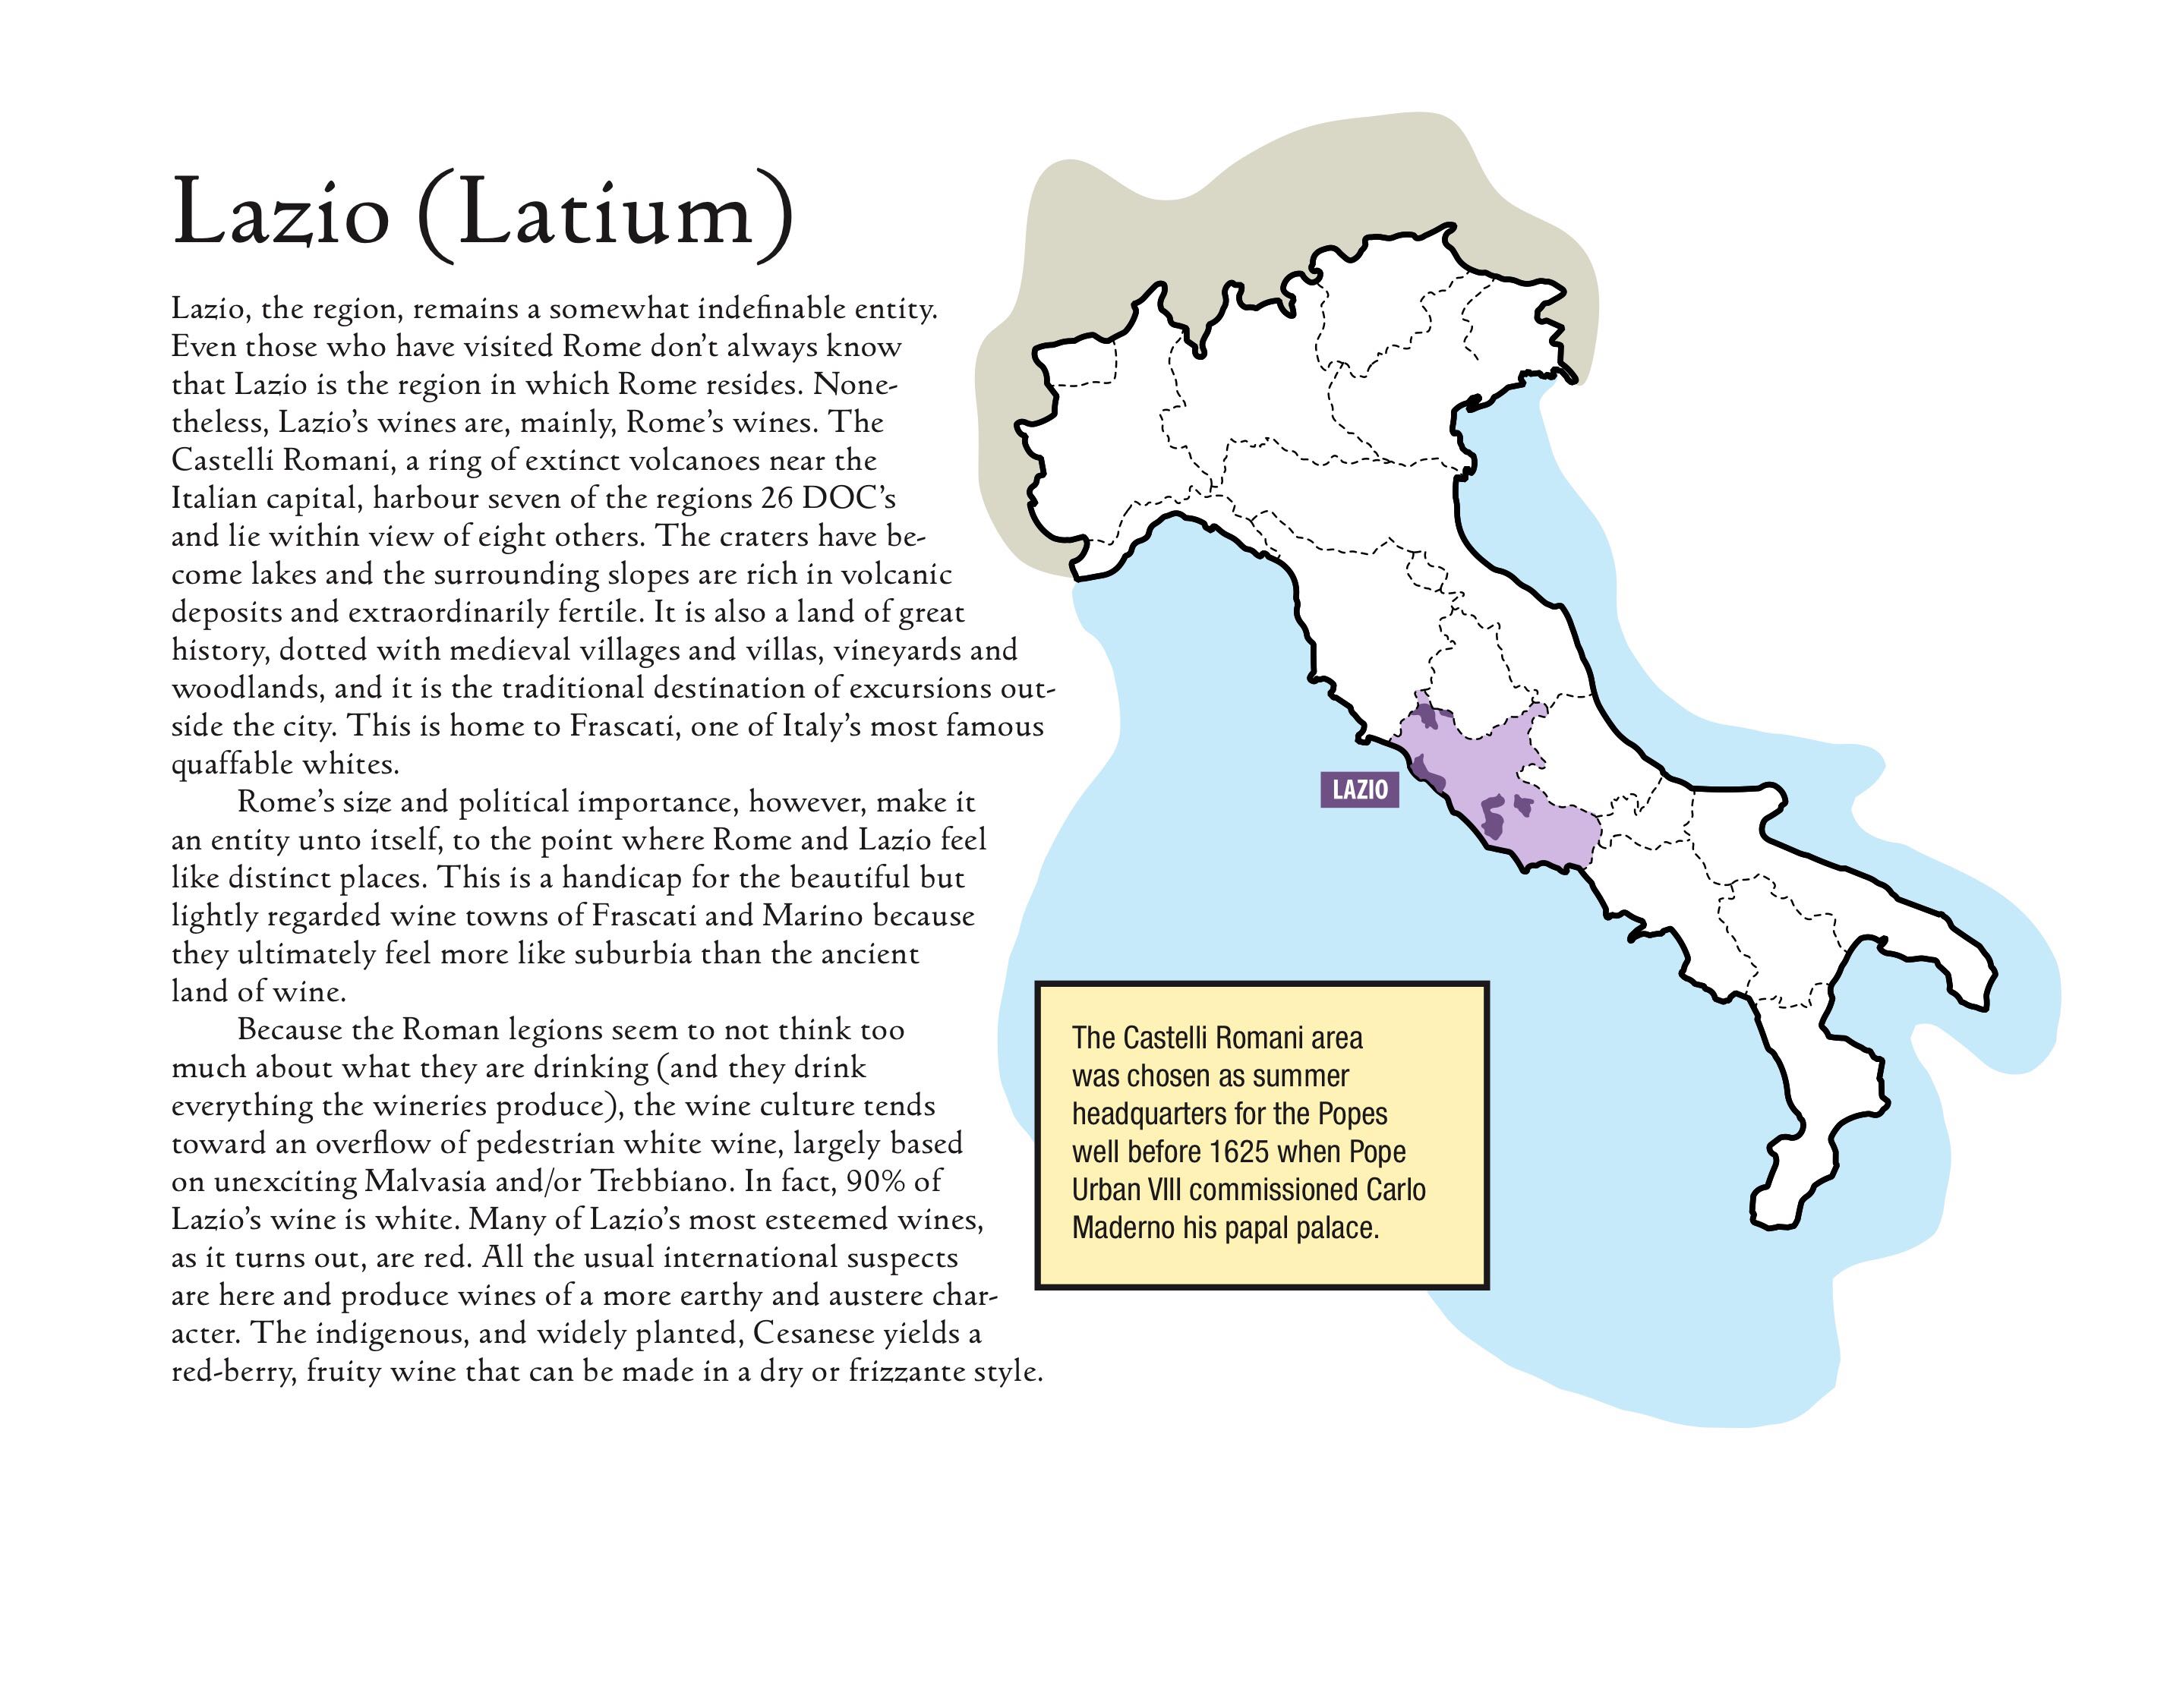 Lazio (Latium)
Lazio, the region, remains a somewhat indefinable entity.
Even those who have visited Rome don’t always know
that Lazio is the region in which Rome resides. None-
theless, Lazio’s wines are, mainly, Rome’s wines. The
Castelli Romani, a ring of extinct volcanoes near the
Italian capital, harbour seven of the regions 26 DOC’s
and lie within view of eight others. The craters have be-
come lakes and the surrounding slopes are rich in volcanic
deposits and extraordinarily fertile. It is also a land of great
history, dotted with medieval villages and villas, vineyards and
woodlands, and it is the traditional destination of excursions out-
side the city. This is home to Frascati, one of Italy’s most famous
quaffable whites.
Rome’s size and political importance, however, make it
an entity unto itself, to the point where Rome and Lazio feel
like distinct places. This is a handicap for the beautiful but
lightly regarded wine towns of Frascati and Marino because
they ultimately feel more like suburbia than the ancient
land of wine.
Because the Roman legions seem to not think too
much about what they are drinking (and they drink
everything the wineries produce), the wine culture tends
toward an overflow of pedestrian white wine, largely based
on unexciting Malvasia and/or Trebbiano. In fact, 90% of
Lazio’s wine is white. Many of Lazio’s most esteemed wines,
as it turns out, are red. All the usual international suspects
are here and produce wines of a more earthy and austere char-
acter. The indigenous, and widely planted, Cesanese yields a
red-berry, fruity wine that can be made in a dry or frizzante style.
LAZIO
The Castelli Romani area
was chosen as summer
headquarters for the Popes
well before 1625 when Pope
Urban VIII commissioned Carlo
Maderno his papal palace.